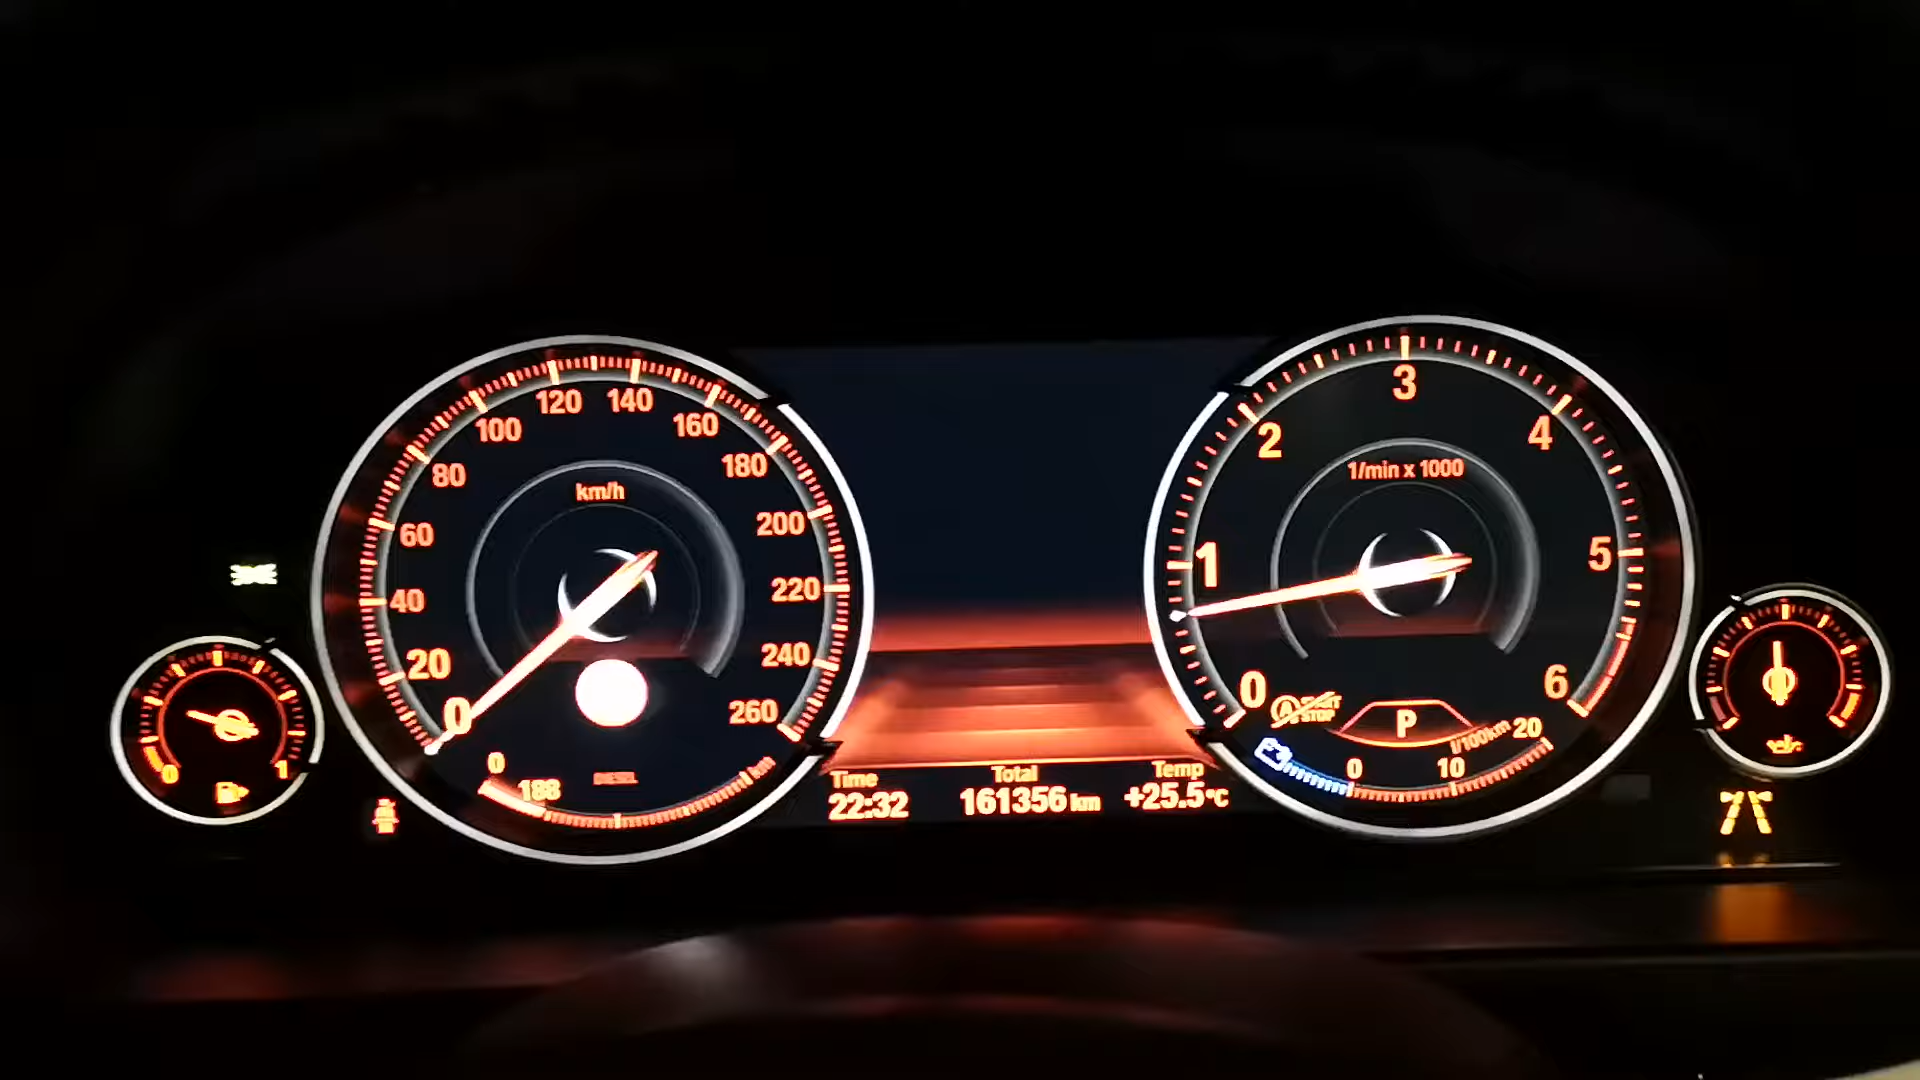 km/h
0
20
40
60
80
100
120
140
160
180
200
220
240
260
0
188
km
DIESEL
0
1
Time
22:32
Total
161356 km
Temp
+25.5°C
1/min x 1000
0
1
2
3
4
5
6
A START
STOP
P
0
10
20
l/100km